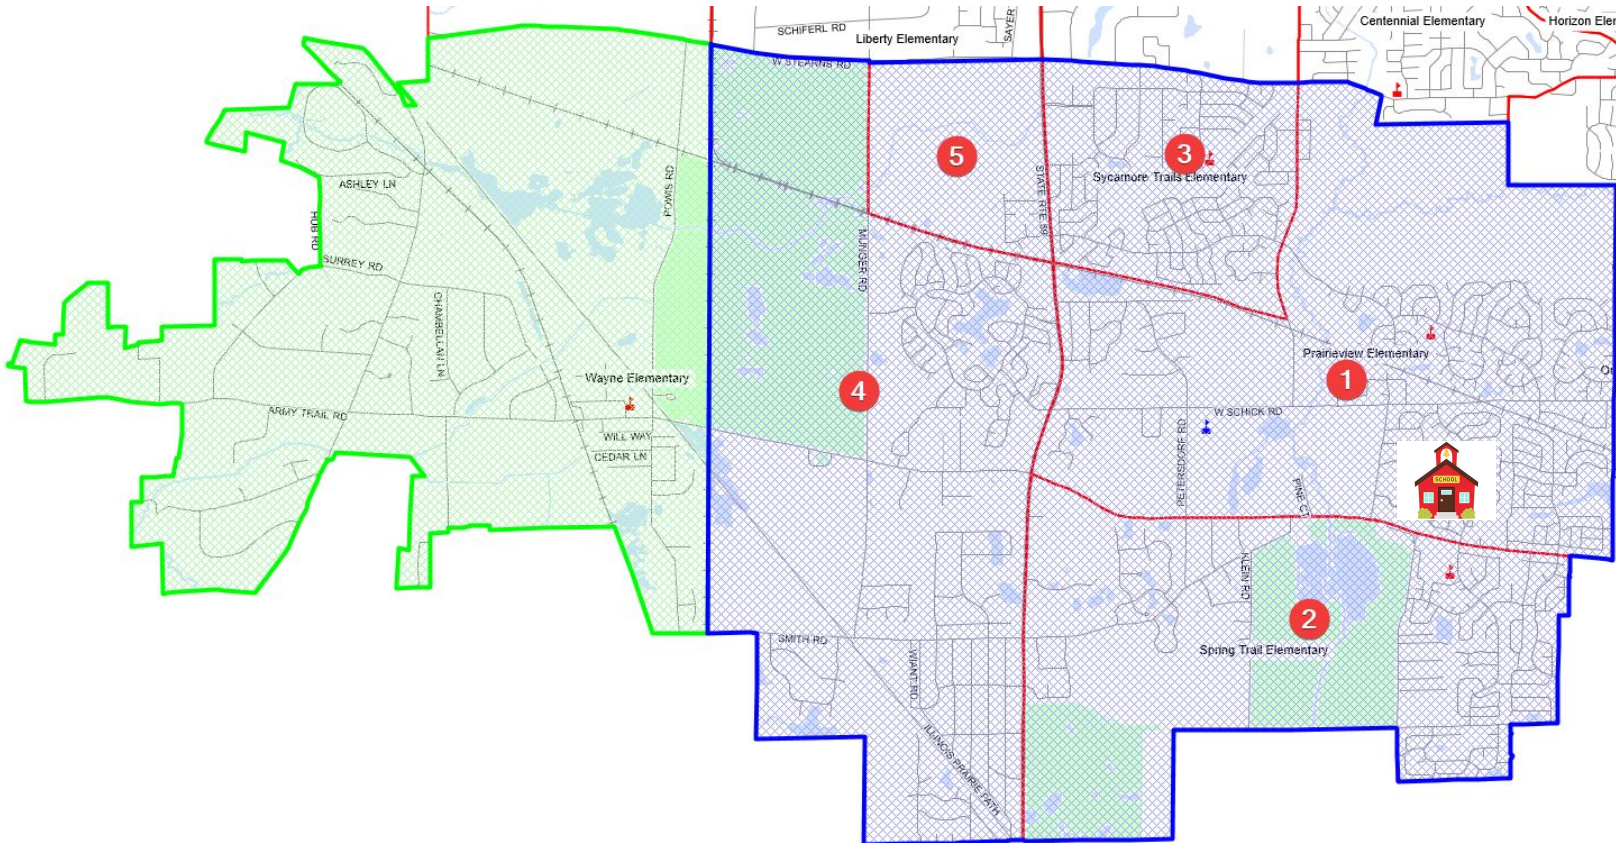 SCHIFERL RD
Liberty Elementary
SAYER
Centennial Elementary
Horizon Eler
W STEARNS RD
5
3
Sycamore Trails Elementary
ASHLEY LN
POWIS RD
STATE RTE 59
HUB RD
SURREY RD
MUNGER RD
CHAMBELLAN LN
Prairieview Elementary
1
Wayne Elementary
4
ARMY TRAIL RD
W SCHICK RD
WILL WAY
CEDAR LN
PETERSDORF RD
SCHOOL
PINE CT
KLEIN RD
2
SMITH RD
Spring Trail Elementary
WIANT RD
ILLINOIS PRAIRIE PATH